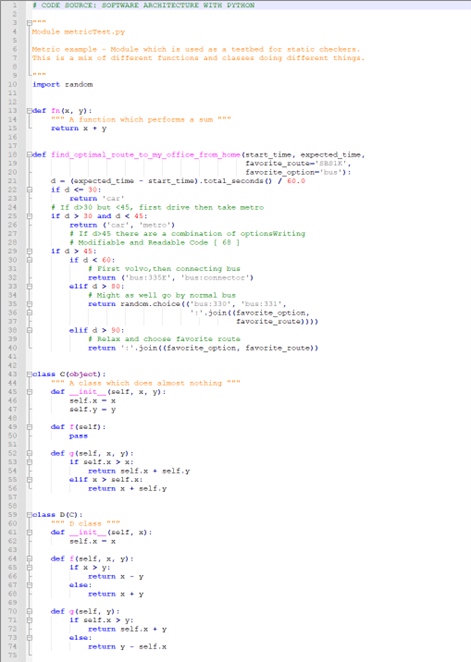 1 # CODE SOURCE: SOFTWARE ARCHITECTURE WITH PYTHON
2
3 """
4 Module metricTest.py
5
6 Metric example - Module which is used as a testbed for static checkers.
7 This is a mix of different functions and classes doing different things.
8
9 """
10 import random
11
12
13 def fn(x, y):
14     """ A function which performs a sum """
15     return x + y
16
17
18 def find_optimal_route_to_my_office_from_home(start_time, expected_time,
19                                               favorite_route='SBS1K',
20                                               favorite_option='bus'):
21     d = (expected_time - start_time).total_seconds() / 60.0
22     if d <= 30:
23         return 'car'
24     # If d>30 but <45, first drive then take metro
25     if d > 30 and d < 45:
26         return ('car', 'metro')
27         # If d>45 there are a combination of optionsWriting
28         # Modifiable and Readable Code [ 68 ]
29     if d > 45:
30         if d < 60:
31             # First volvo,then connecting bus
32             return ('bus:335E', 'bus:connector')
33         elif d > 80:
34             # Might as well go by normal bus
35             return random.choice(('bus:330', 'bus:331',
36                                   ':'.join((favorite_option,
37                                             favorite_route))))
38         elif d > 90:
39             # Relax and choose favorite route
40             return ':'.join((favorite_option, favorite_route))
41
42
43 class C(object):
44     """ A class which does almost nothing """
45     def __init__(self, x, y):
46         self.x = x
47         self.y = y
48
49     def f(self):
50         pass
51
52     def g(self, x, y):
53         if self.x > x:
54             return self.x + self.y
55         elif x > self.x:
56             return x + self.y
57
58
59 class D(C):
60     """ D class """
61     def __init__(self, x):
62         self.x = x
63
64     def f(self, x, y):
65         if x > y:
66             return x - y
67         else:
68             return x + y
69
70     def g(self, y):
71         if self.x > y:
72             return self.x + y
73         else:
74             return y - self.x
75